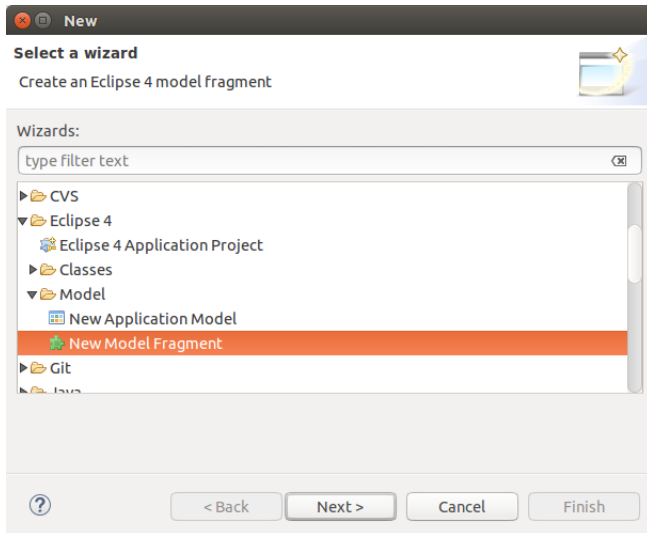 New
Select a wizard
Create an Eclipse 4 model fragment
Wizards:
type filter text
CVS
Eclipse 4
Eclipse 4 Application Project
Classes
Model
New Application Model
New Model Fragment
Git
Java
? < Back Next > Cancel Finish